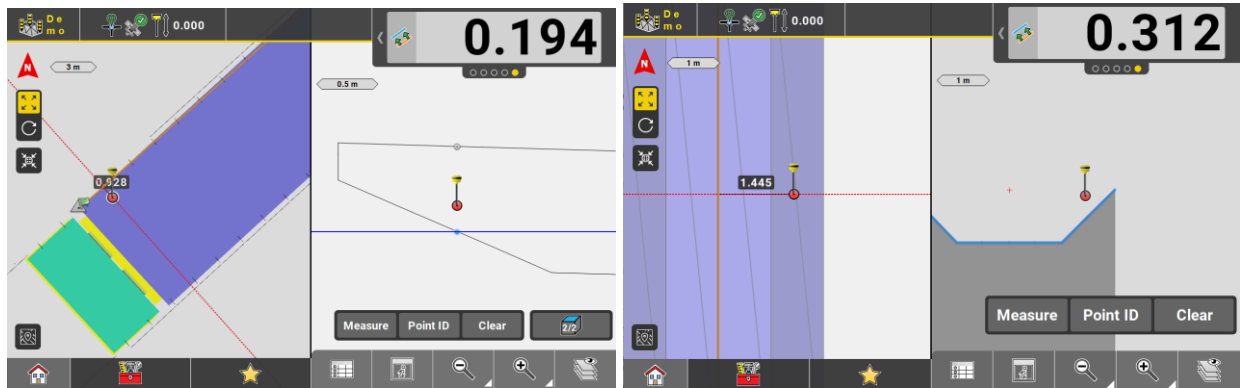 De
mo
0.000
0.194
N
3 m
0.5 m
0.928
Measure
Point ID
Clear
2/2
De
mo
0.000
0.312
N
1 m
1 m
1.445
Measure
Point ID
Clear